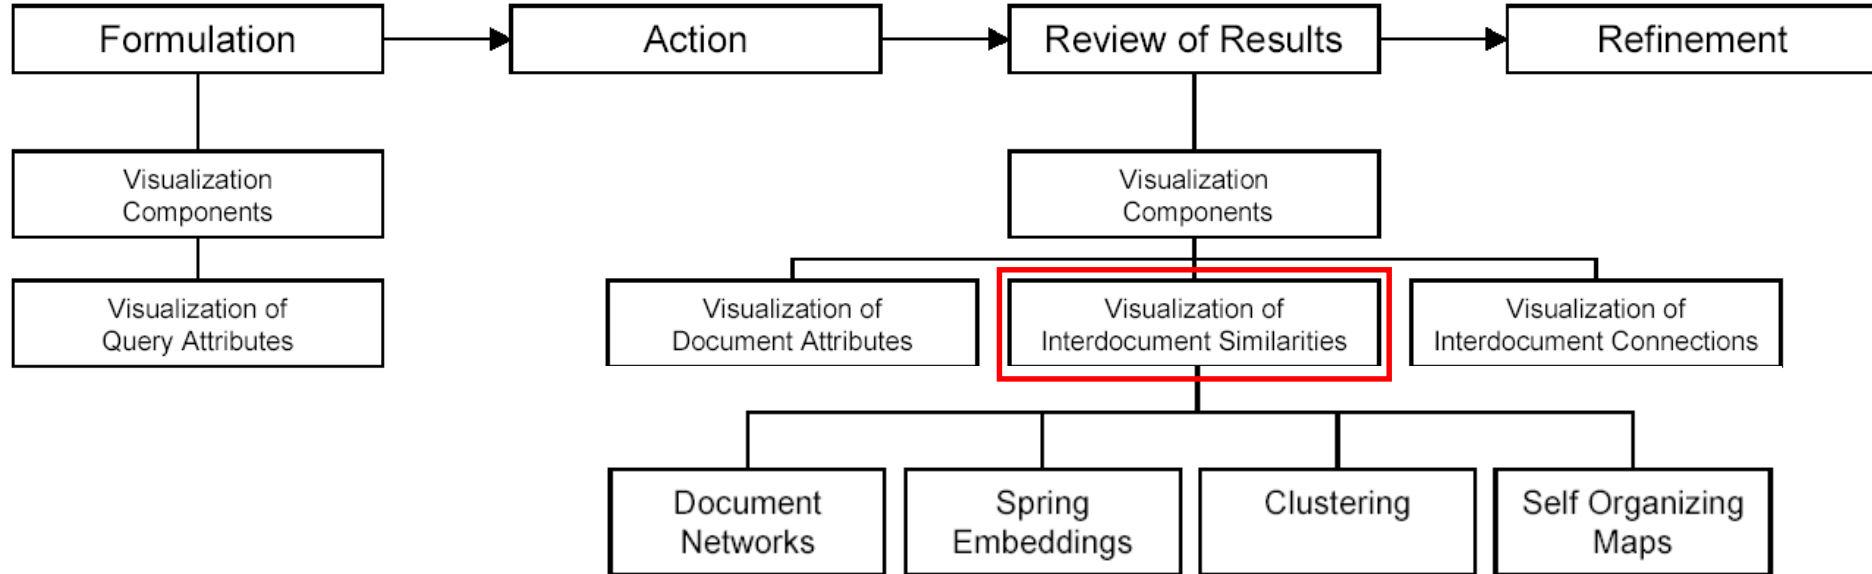 Formulation
Action
Review of Results
Refinement
Visualization
Components
Visualization
Components
Visualization of
Query Attributes
Visualization of
Document Attributes
Visualization of
Interdocument Similarities
Visualization of
Interdocument Connections
Document
Networks
Spring
Embeddings
Clustering
Self Organizing
Maps